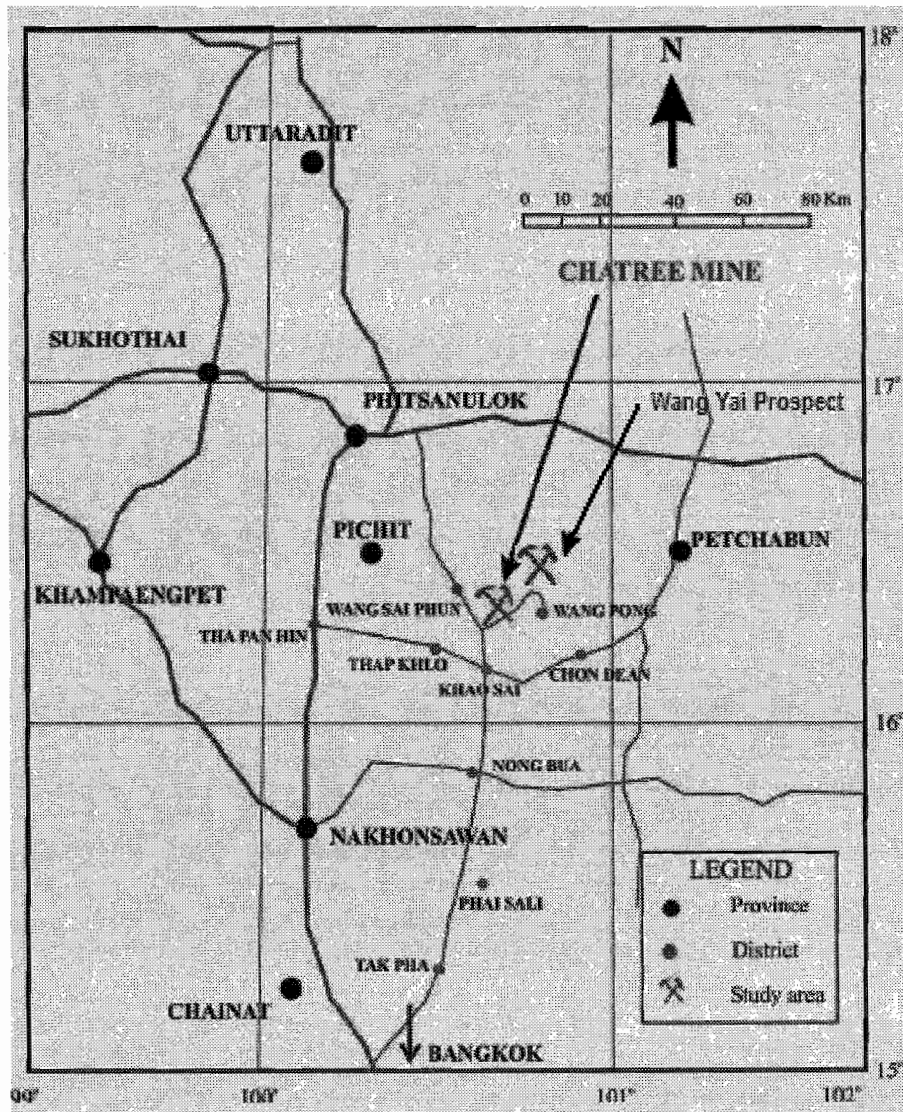 18°
N
UTTARADIT
0 10 20 40 60 80 Km
CHATREE MINE
SUKHOTHAI
17
PHITSANULOK
Wang Yai Prospect
PICHIT
PETCHABUN
KHAMPAENGPET
WANG SAI PHUN
WANG PONG
THA PAN HIN
THAP KHLO
CHON DEAN
KHAO SAI
16
NONG BUA
NAKHONSAWAN
LEGEND
PHAI SALI
Province
District
TAK PHA
Study area
CHAINAT
BANGKOK
15°
99°
100°
101°
102°